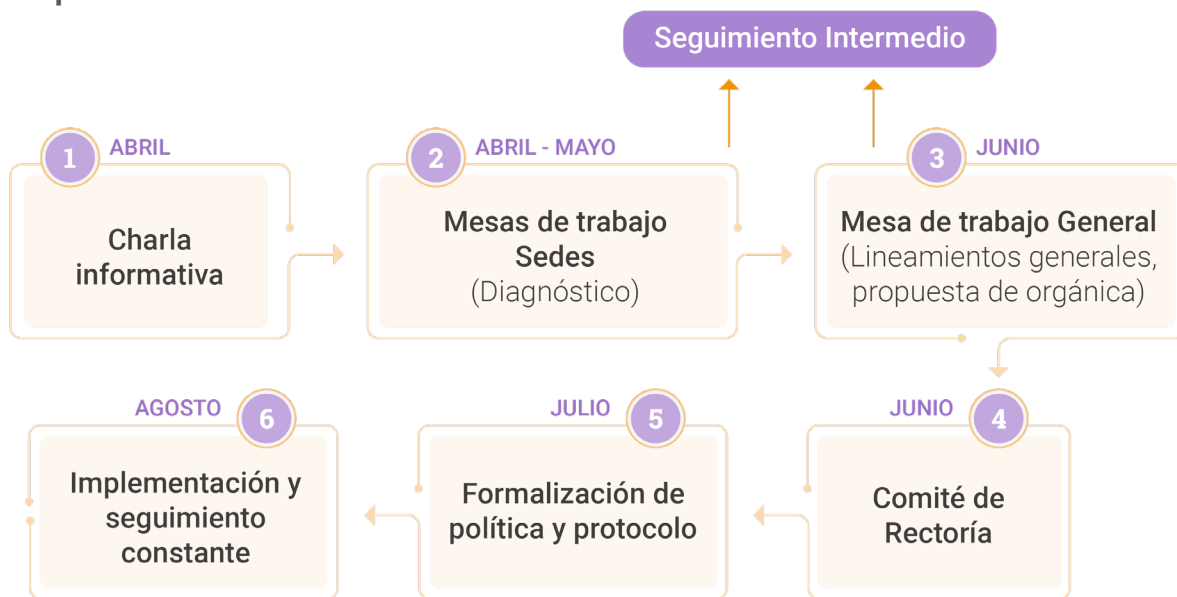 Seguimiento Intermedio
1
ABRIL
Charla
informativa
2
ABRIL - MAYO
Mesas de trabajo
Sedes
(Diagnóstico)
3
JUNIO
Mesa de trabajo General
(Lineamientos generales,
propuesta de orgánica)
4
JUNIO
Comité de
Rectoría
5
JULIO
Formalización de
política y protocolo
6
AGOSTO
Implementación y
seguimiento
constante